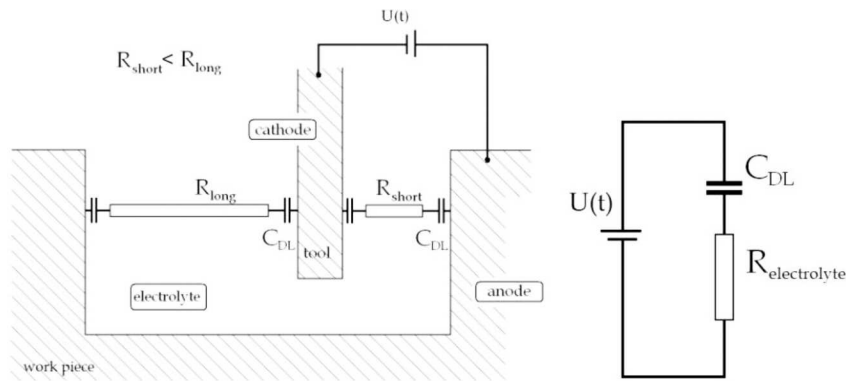 U(t)
R_short < R_long
cathode
R_long
R_short
C_DL
tool
C_DL
electrolyte
anode
work piece
U(t)
C_DL
R_electrolyte